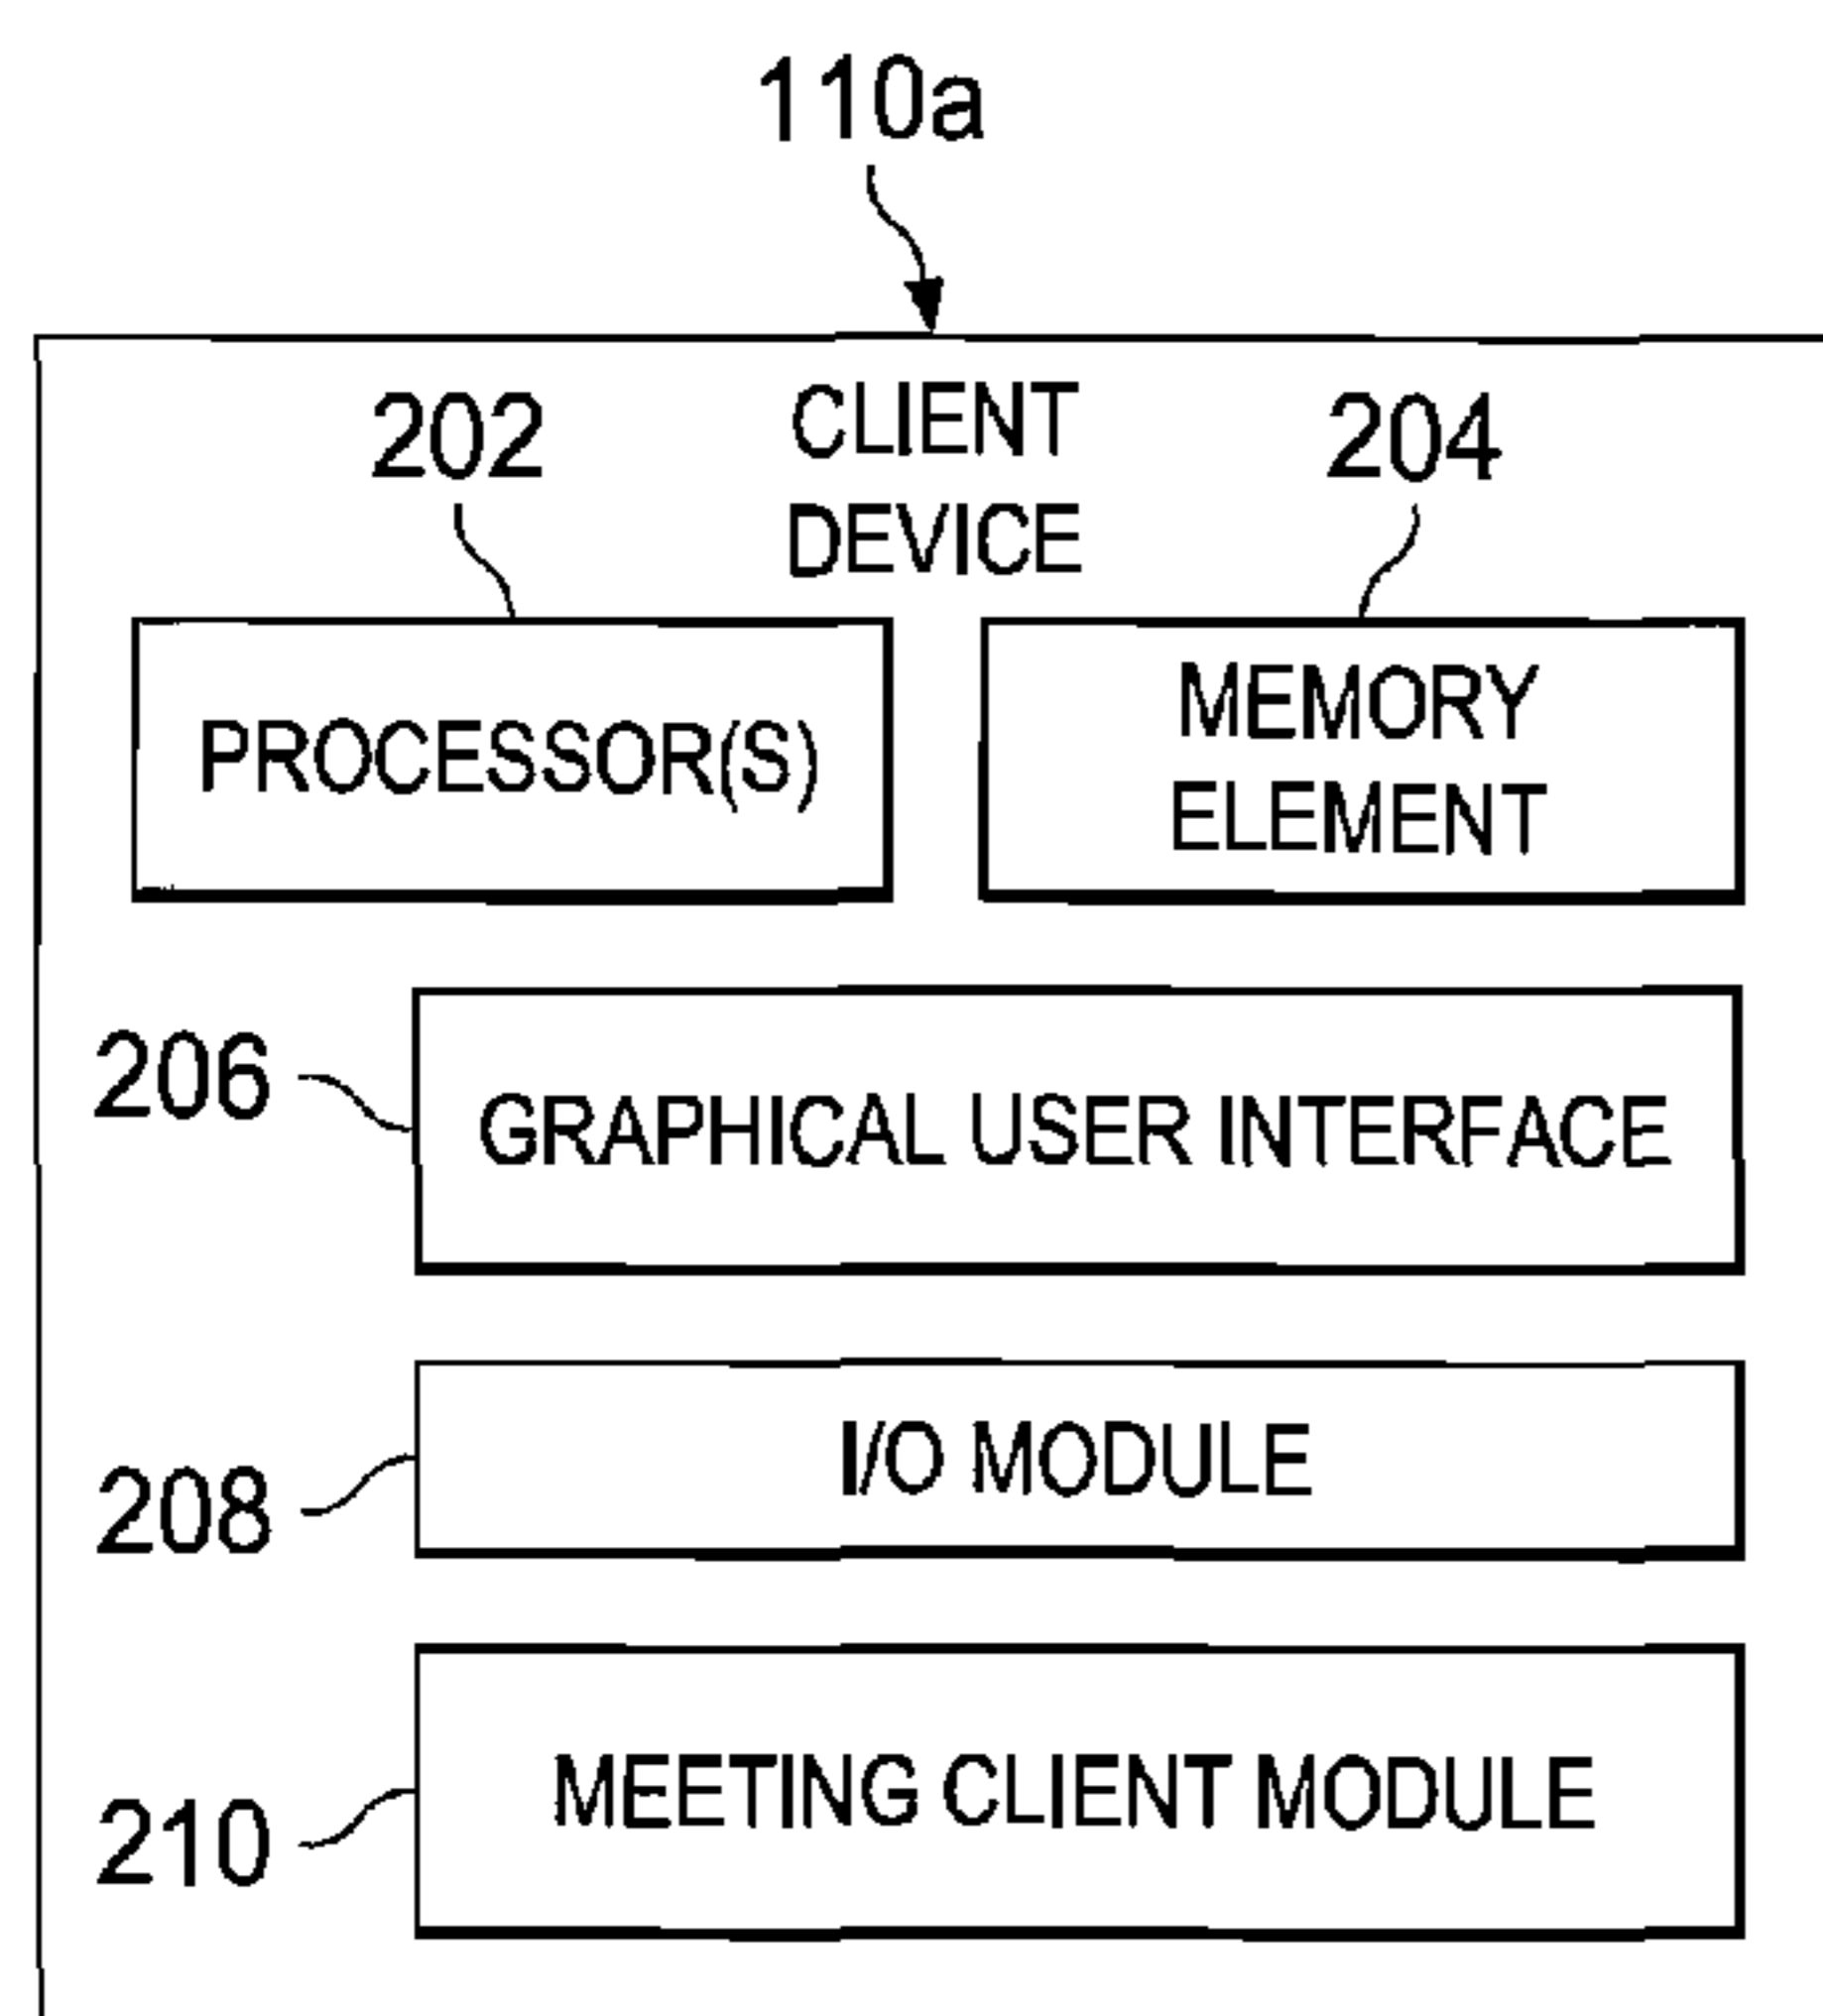 110a
CLIENT
DEVICE
202
204
PROCESSOR(S)
MEMORY
ELEMENT
206
GRAPHICAL USER INTERFACE
208
I/O MODULE
210
MEETING CLIENT MODULE